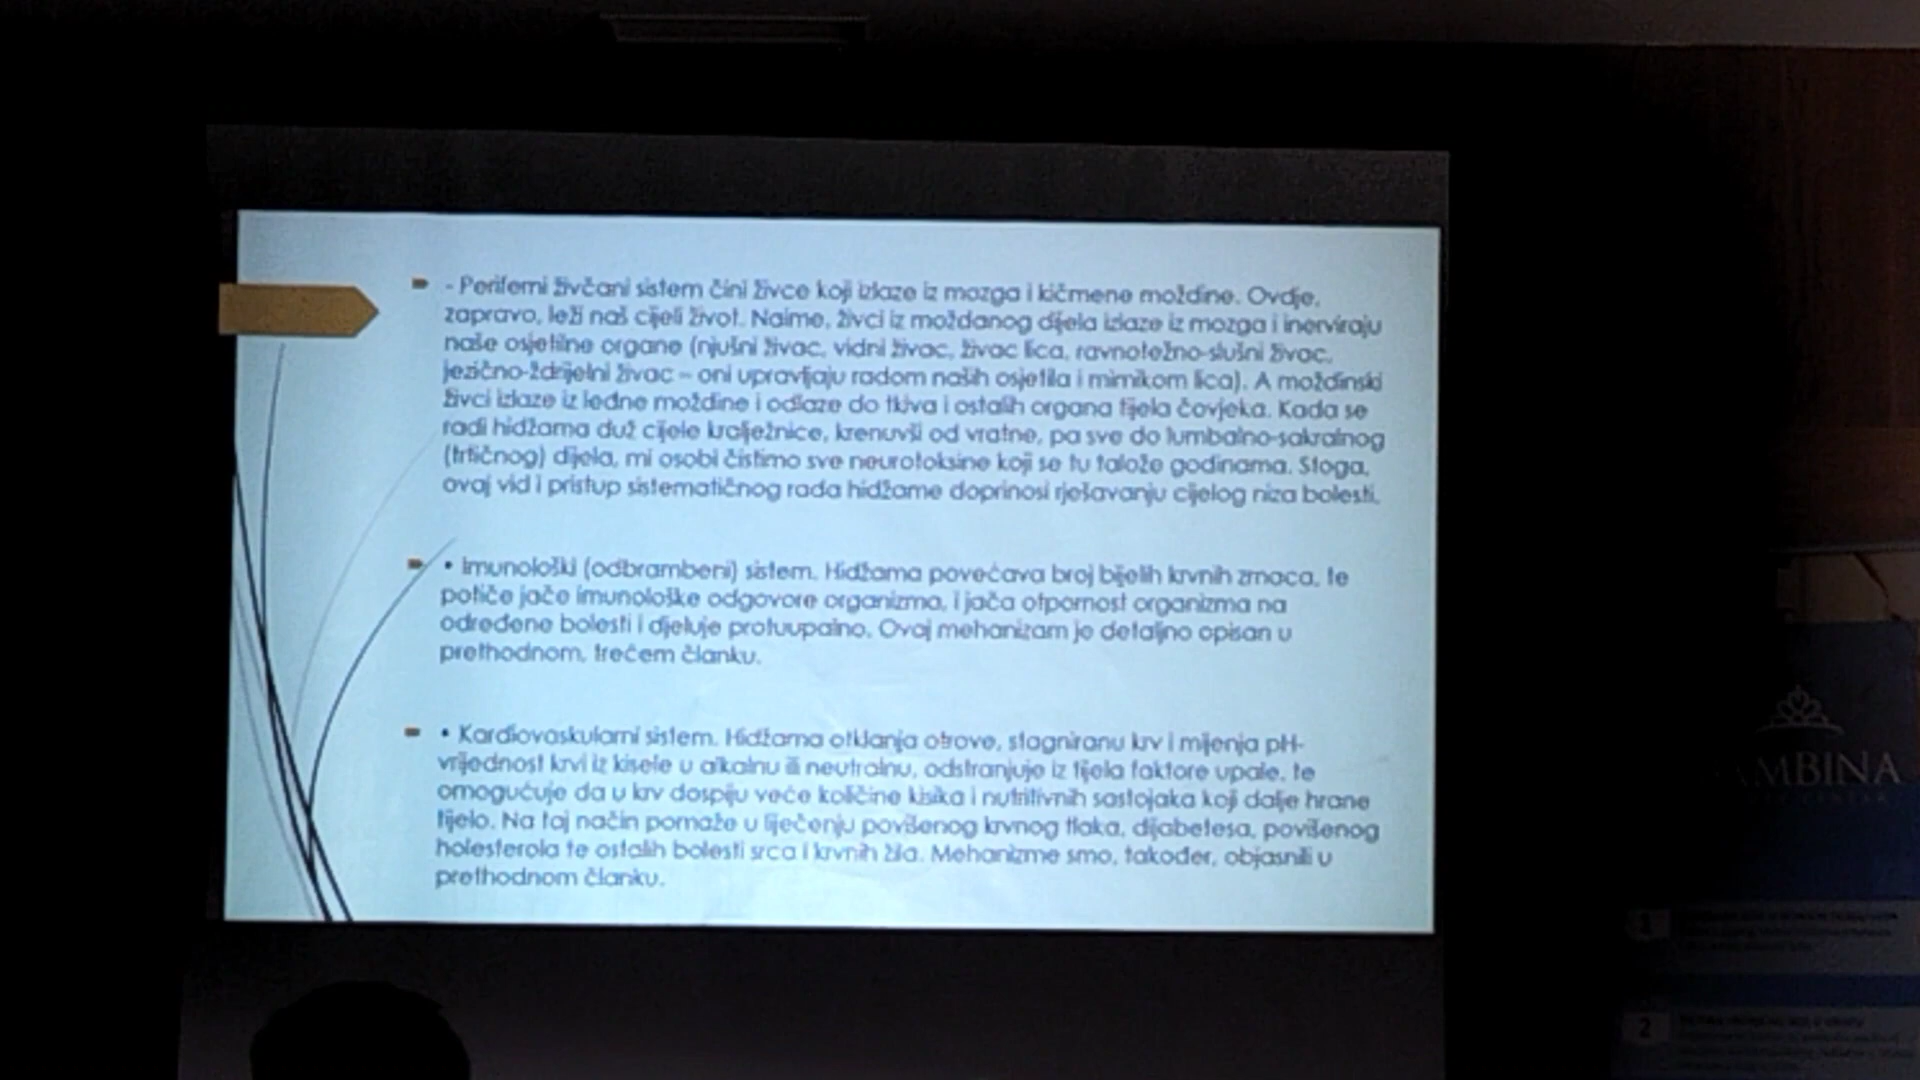 - Periferni živčani sistem čini živce koji izlaze iz mozga i kičmene moždine. Ovdje,
zapravo, leži naš cijeli život. Naime, živci iz moždanog dijela izlaze iz mozga i inerviraju
naše osjetilne organe (njušni živac, vidni živac, živac lica, ravnotežno-slušni živac,
jezično-ždrijelni živac – oni upravljaju radom naših osjetila i mimikom lica). A moždinski
živci izlaze iz leđne moždine i odlaze do tkiva i ostalih organa tijela čovjeka. Kada se
radi hidžama duž cijele kralježnice, krenuvši od vratne, pa sve do lumbalno-sakralnog
(trtičnog) dijela, mi osobi čistimo sve neurotoksine koji se tu talože godinama. Stoga,
ovaj vid i pristup sistematičnog rada hidžame doprinosi rješavanju cijelog niza bolesti.
• Imunološki (odbrambeni) sistem. Hidžama povećava broj bijelih krvnih zrnaca, te
potiče jače imunološke odgovore organizma, i jača otpornost organizma na
određene bolesti i djeluje protuupalno. Ovaj mehanizam je detaljno opisan u
prethodnom, trećem članku.
• Kardiovaskularni sistem. Hidžama otklanja otrove, stagniranu krv i mijenja pH-
vrijednost krvi iz kisele u alkalnu ili neutralnu, odstranjuje iz tijela faktore upale, te
omogućuje da u krv dospiju veće količine kisika i nutritivnih sastojaka koji dalje hrane
tijelo. Na taj način pomaže u liječenju povišenog krvnog tlaka, dijabetesa, povišenog
holesterola te ostalih bolesti srca i krvnih žila. Mehanizme smo, također, objasnili u
prethodnom članku.
AMBINA
1
2